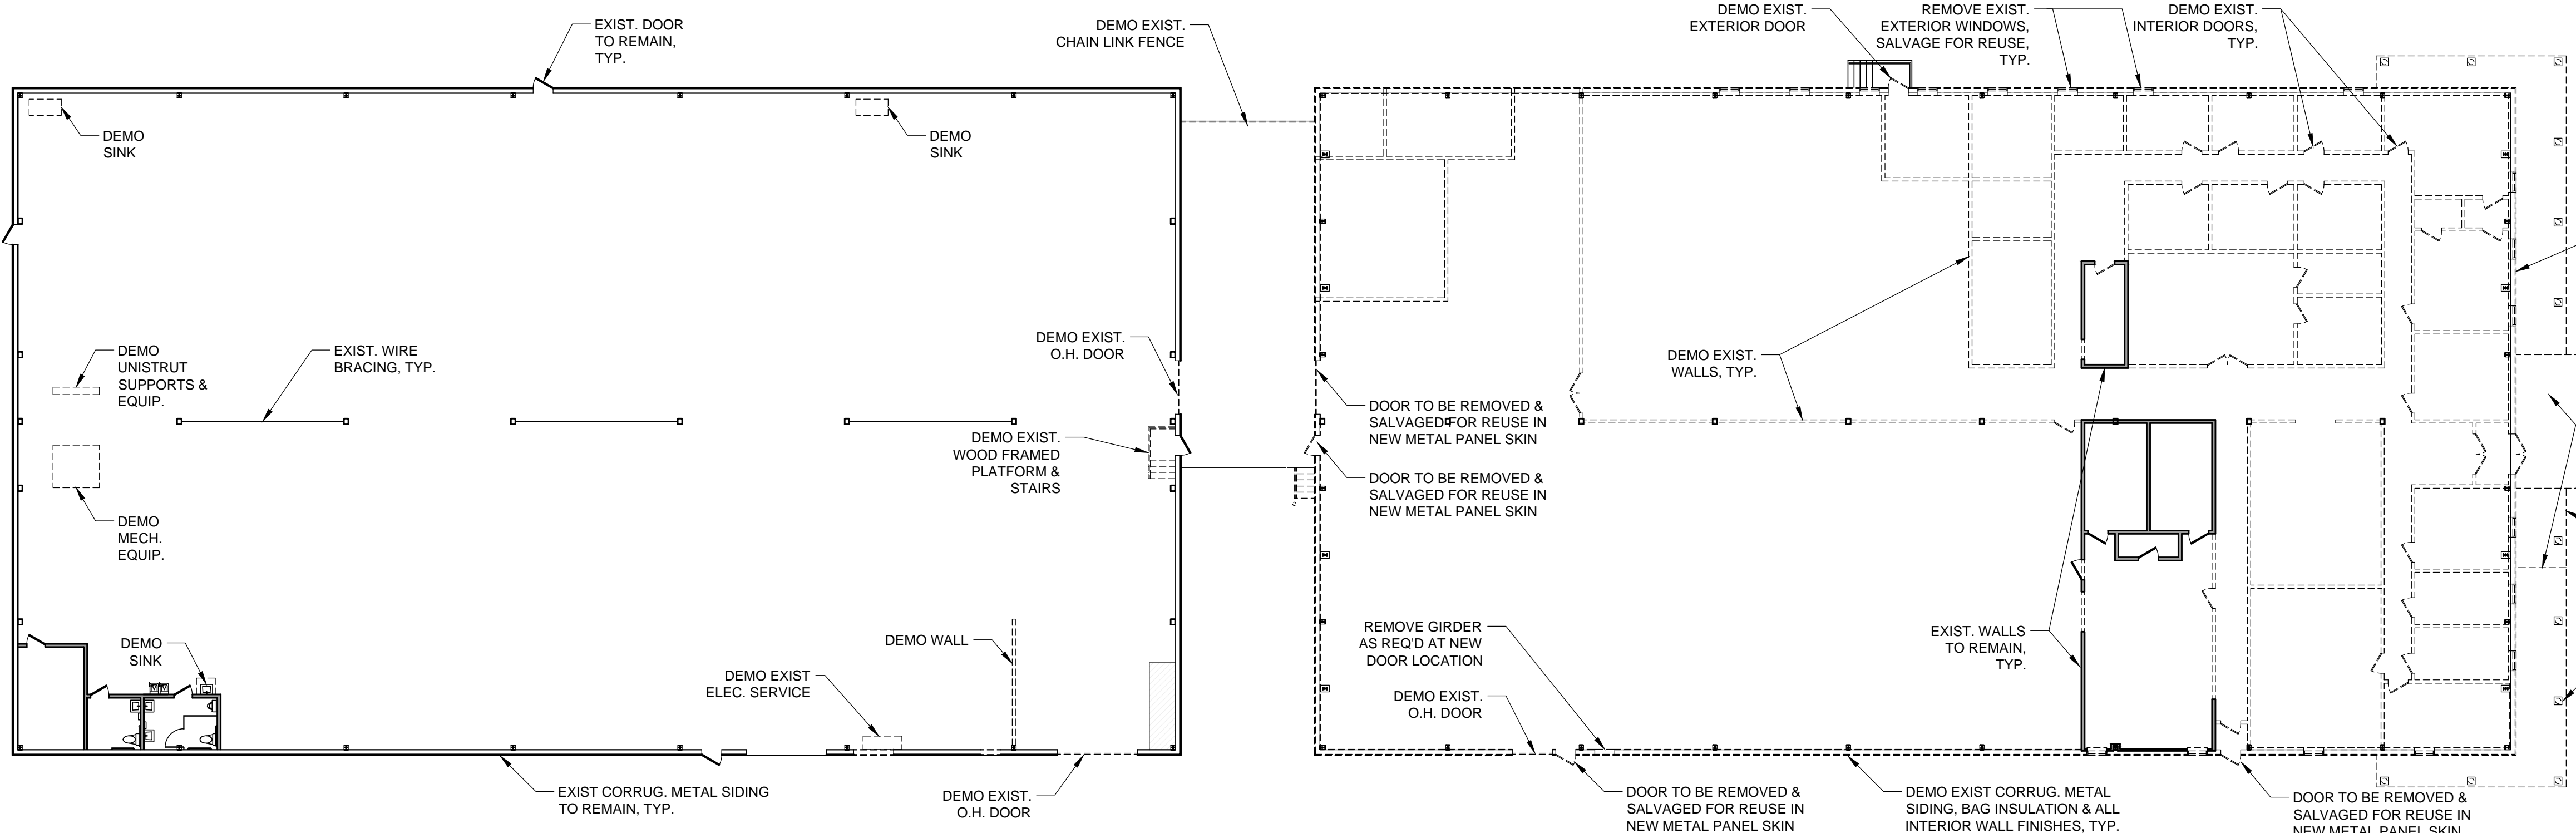 EXIST. DOOR
TO REMAIN,
TYP.
DEMO EXIST.
CHAIN LINK FENCE
DEMO EXIST.
EXTERIOR DOOR
REMOVE EXIST.
EXTERIOR WINDOWS,
SALVAGE FOR REUSE,
TYP.
DEMO EXIST.
INTERIOR DOORS,
TYP.
DEMO
SINK
DEMO
SINK
DEMO
UNISTRUT
SUPPORTS &
EQUIP.
EXIST. WIRE
BRACING, TYP.
DEMO EXIST.
O.H. DOOR
DEMO EXIST.
WALLS, TYP.
DOOR TO BE REMOVED &
SALVAGED FOR REUSE IN
NEW METAL PANEL SKIN
DEMO EXIST.
WOOD FRAMED
PLATFORM &
STAIRS
DOOR TO BE REMOVED &
SALVAGED FOR REUSE IN
NEW METAL PANEL SKIN
DEMO
MECH.
EQUIP.
DEMO
SINK
DEMO WALL
DEMO EXIST
ELEC. SERVICE
REMOVE GIRDER
AS REQ'D AT NEW
DOOR LOCATION
DEMO EXIST.
O.H. DOOR
EXIST. WALLS
TO REMAIN,
TYP.
EXIST CORRUG. METAL SIDING
TO REMAIN, TYP.
DEMO EXIST.
O.H. DOOR
DOOR TO BE REMOVED &
SALVAGED FOR REUSE IN
NEW METAL PANEL SKIN
DEMO EXIST CORRUG. METAL
SIDING, BAG INSULATION & ALL
INTERIOR WALL FINISHES, TYP.
DOOR TO BE REMOVED &
SALVAGED FOR REUSE IN
NEW METAL PANEL SKIN